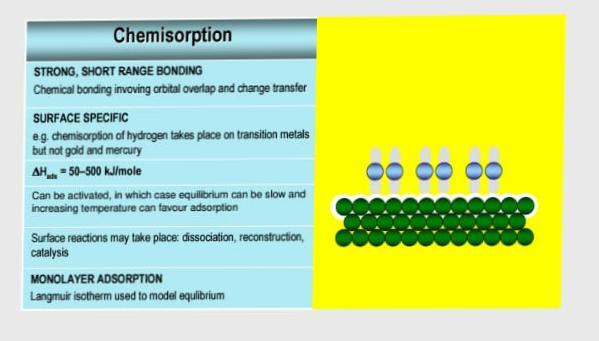 Chemisorption
STRONG, SHORT RANGE BONDING
Chemical bonding invoving orbital overlap and change transfer
SURFACE SPECIFIC
e.g. chemisorption of hydrogen takes place on transition metals
but not gold and mercury
ΔHads = 50–500 kJ/mole
Can be activated, in which case equilibrium can be slow and
increasing temperature can favour adsorption
Surface reactions may take place: dissociation, reconstruction,
catalysis
MONOLAYER ADSORPTION
Langmuir isotherm used to model equlibrium